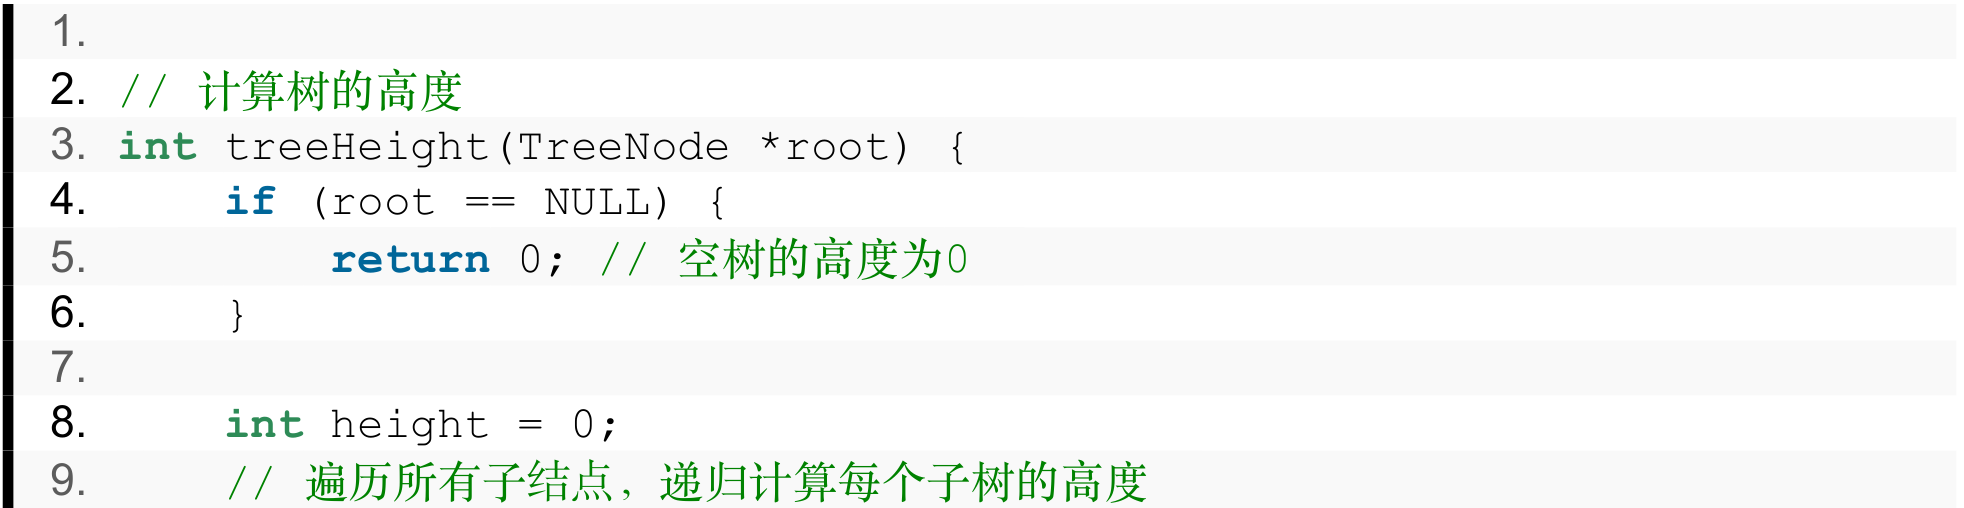 1.
2. // 计算树的高度
3. int treeHeight(TreeNode *root) {
4. if (root == NULL) {
5. return 0; // 空树的高度为0
6. }
7.
8. int height = 0;
9. // 遍历所有子结点，递归计算每个子树的高度